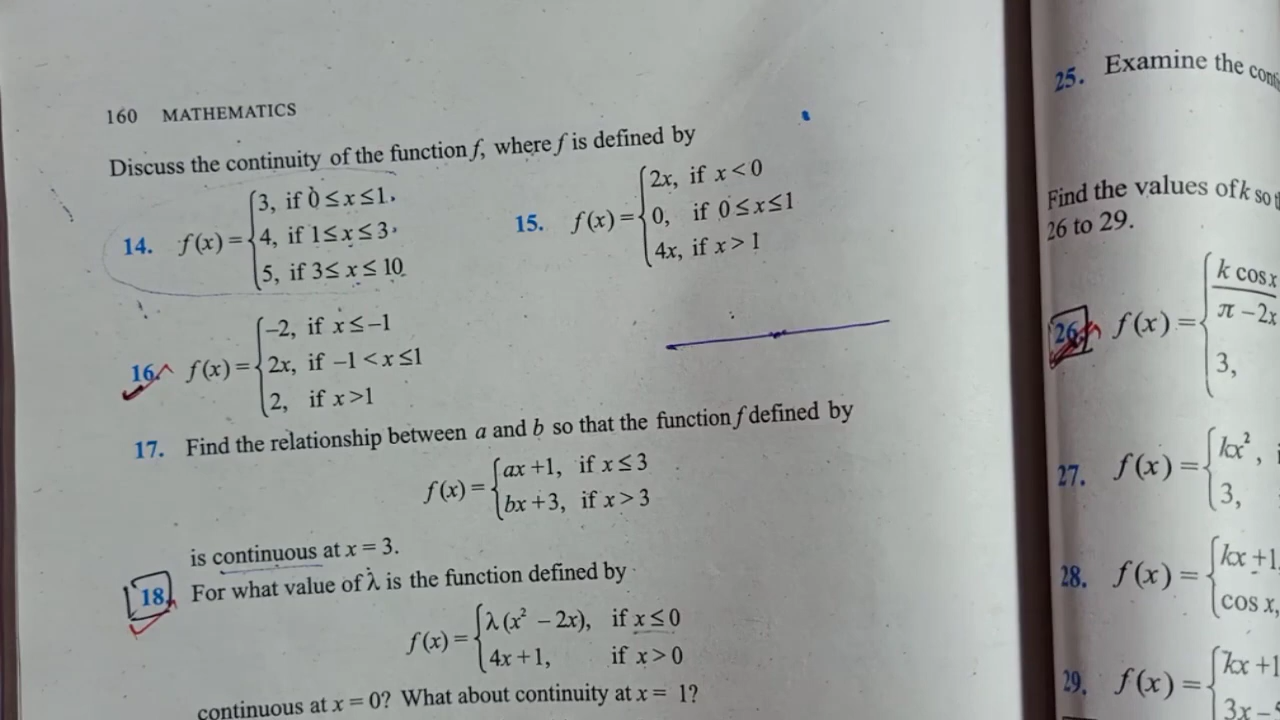 160 MATHEMATICS
Discuss the continuity of the function f, where f is defined by
14. f(x) = {3, if 0 ≤ x ≤ 1,
4, if 1 ≤ x ≤ 3,
5, if 3 ≤ x ≤ 10
15. f(x) = {2x, if x < 0
0, if 0 ≤ x ≤ 1
4x, if x > 1
16. f(x) = {–2, if x ≤ –1
2x, if –1 < x ≤ 1
2, if x > 1
17. Find the relationship between a and b so that the function f defined by
f(x) = {ax +1, if x ≤ 3
bx +3, if x > 3
is continuous at x = 3.
18. For what value of λ is the function defined by
f(x) = {λ(x² – 2x), if x ≤ 0
4x +1, if x > 0
continuous at x = 0? What about continuity at x = 1?
25. Examine the
Find the values of k so
26 to 29.
26. f(x) = {k cos x
π – 2x
3,
27. f(x) = {kx²,
3,
28. f(x) = {kx +1
cos x,
29. f(x) = {kx +1
3x –